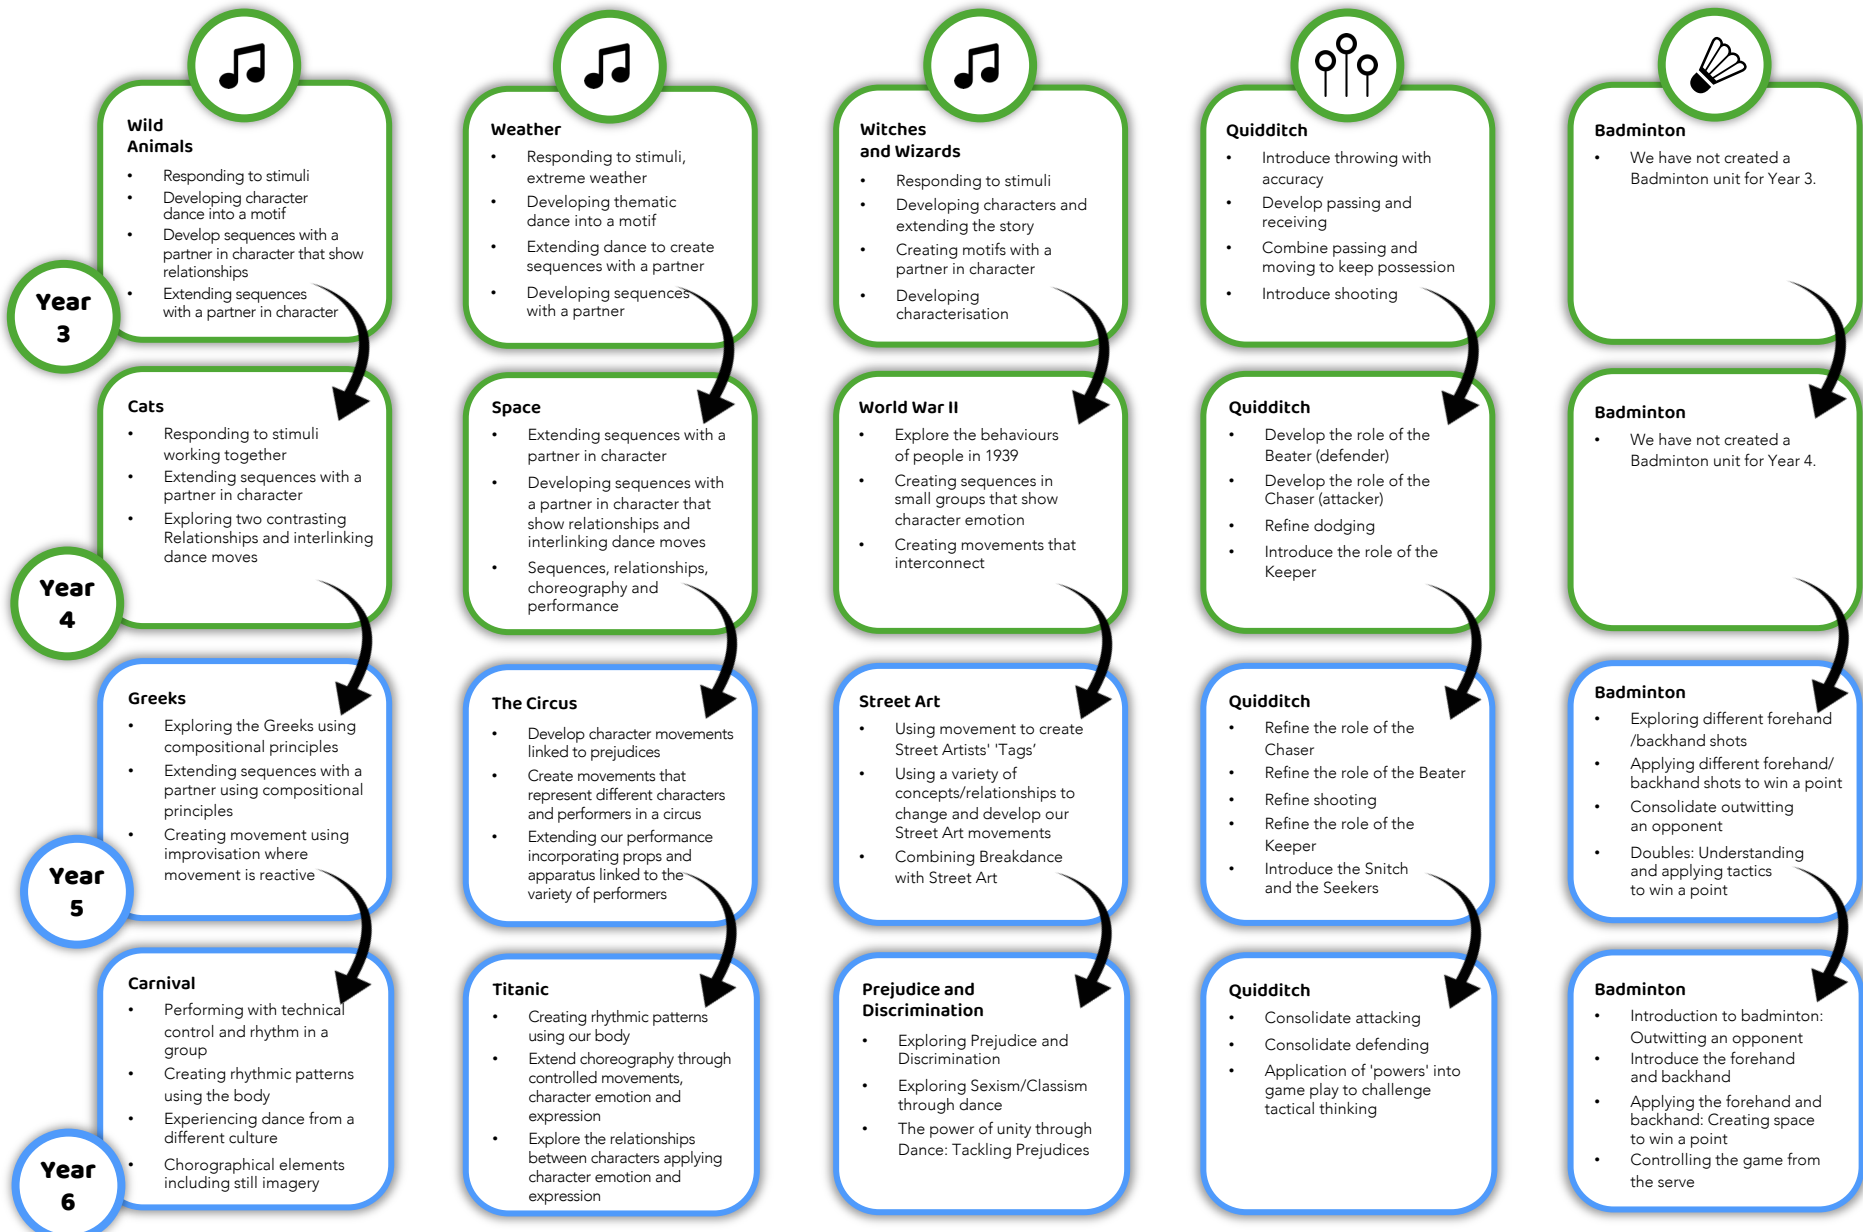 Year
3
Wild
Animals
• Responding to stimuli
• Developing character
dance into a motif
• Develop sequences with a
partner in character that show
relationships
• Extending sequences
with a partner in character
Weather
• Responding to stimuli,
extreme weather
• Developing thematic
dance into a motif
• Extending dance to create
sequences with a partner
• Developing sequences
with a partner
Witches
and Wizards
• Responding to stimuli
• Developing characters and
extending the story
• Creating motifs with a
partner in character
• Developing
characterisation
Quidditch
• Introduce throwing with
accuracy
• Develop passing and
receiving
• Combine passing and
moving to keep possession
• Introduce shooting
Badminton
• We have not created a
Badminton unit for Year 3.
Year
4
Cats
• Responding to stimuli
working together
• Extending sequences with a
partner in character
• Exploring two contrasting
Relationships and interlinking
dance moves
Space
• Extending sequences with a
partner in character
• Developing sequences with
a partner in character that
show relationships and
interlinking dance moves
• Sequences, relationships,
choreography and
performance
World War II
• Explore the behaviours
of people in 1939
• Creating sequences in
small groups that show
character emotion
• Creating movements that
interconnect
Quidditch
• Develop the role of the
Beater (defender)
• Develop the role of the
Chaser (attacker)
• Refine dodging
• Introduce the role of the
Keeper
Badminton
• We have not created a
Badminton unit for Year 4.
Year
5
Greeks
• Exploring the Greeks using
compositional principles
• Extending sequences with a
partner using compositional
principles
• Creating movement using
improvisation where
movement is reactive
The Circus
• Develop character movements
linked to prejudices
• Create movements that
represent different characters
and performers in a circus
• Extending our performance
incorporating props and
apparatus linked to the
variety of performers
Street Art
• Using movement to create
Street Artists' 'Tags’
• Using a variety of
concepts/relationships to
change and develop our
Street Art movements
• Combining Breakdance
with Street Art
Quidditch
• Refine the role of the
Chaser
• Refine the role of the Beater
• Refine shooting
• Refine the role of the
Keeper
• Introduce the Snitch
and the Seekers
Badminton
• Exploring different forehand
/backhand shots
• Applying different forehand/
backhand shots to win a point
• Consolidate outwitting
an opponent
• Doubles: Understanding
and applying tactics
to win a point
Year
6
Carnival
• Performing with technical
control and rhythm in a
group
• Creating rhythmic patterns
using the body
• Experiencing dance from a
different culture
• Chorographical elements
including still imagery
Titanic
• Creating rhythmic patterns
using our body
• Extend choreography through
controlled movements,
character emotion and
expression
• Explore the relationships
between characters applying
character emotion and
expression
Prejudice and
Discrimination
• Exploring Prejudice and
Discrimination
• Exploring Sexism/Classism
through dance
• The power of unity through
Dance: Tackling Prejudices
Quidditch
• Consolidate attacking
• Consolidate defending
• Application of 'powers' into
game play to challenge
tactical thinking
Badminton
• Introduction to badminton:
Outwitting an opponent
• Introduce the forehand
and backhand
• Applying the forehand and
backhand: Creating space
to win a point
• Controlling the game from
the serve